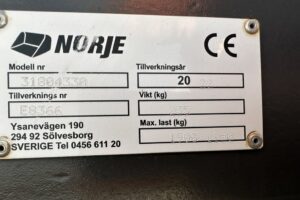 NORJE CE
Modell nr Tillverkningsår
31804330 20
Tillverknings nr Vikt (kg)
E8366
Ysanevägen 190 Max. last (kg)
294 92 Sölvesborg
SVERIGE Tel 0456 611 20